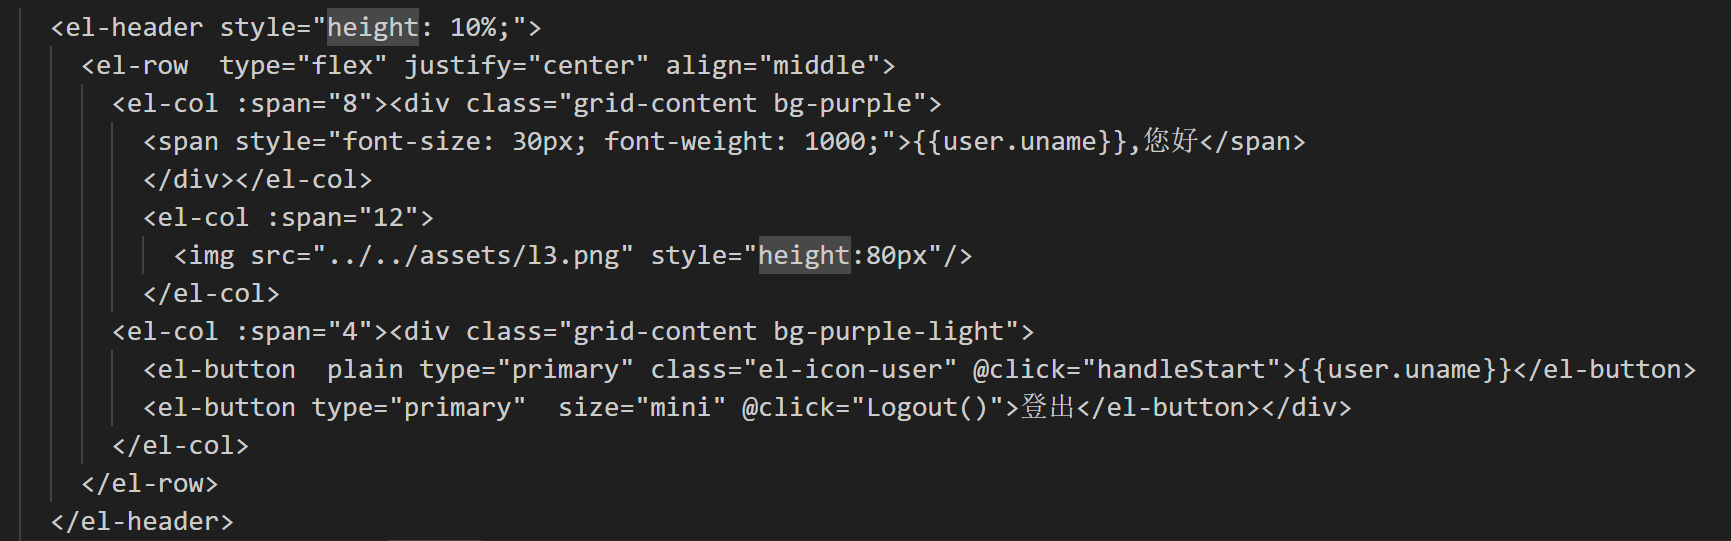 <el-header style="height: 10%;">
<el-row  type="flex" justify="center" align="middle">
<el-col :span="8"><div class="grid-content bg-purple">
<span style="font-size: 30px; font-weight: 1000;">{{user.uname}},您好</span>
</div></el-col>
<el-col :span="12">
<img src="../../assets/l3.png" style="height:80px"/>
</el-col>
<el-col :span="4"><div class="grid-content bg-purple-light">
<el-button  plain type="primary" class="el-icon-user" @click="handleStart">{{user.uname}}</el-button>
<el-button type="primary"  size="mini" @click="Logout()">登出</el-button></div>
</el-col>
</el-row>
</el-header>